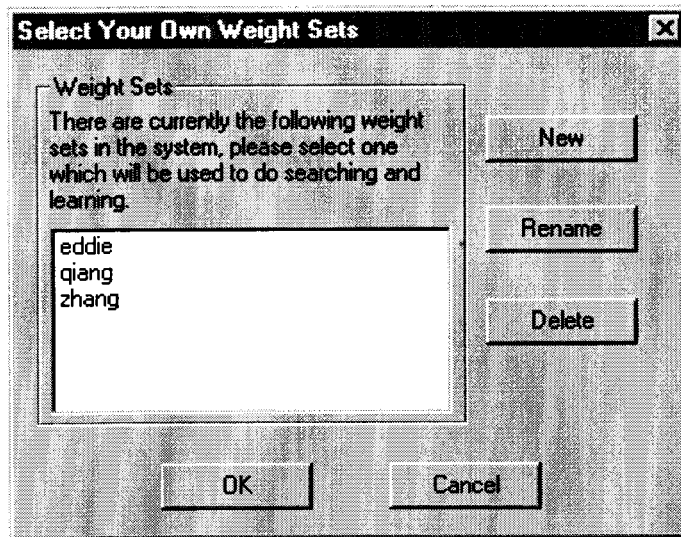 Select Your Own Weight Sets
Weight Sets
There are currently the following weight
sets in the system, please select one
which will be used to do searching and
learning.
eddie
qiang
zhang
New
Rename
Delete
OK
Cancel